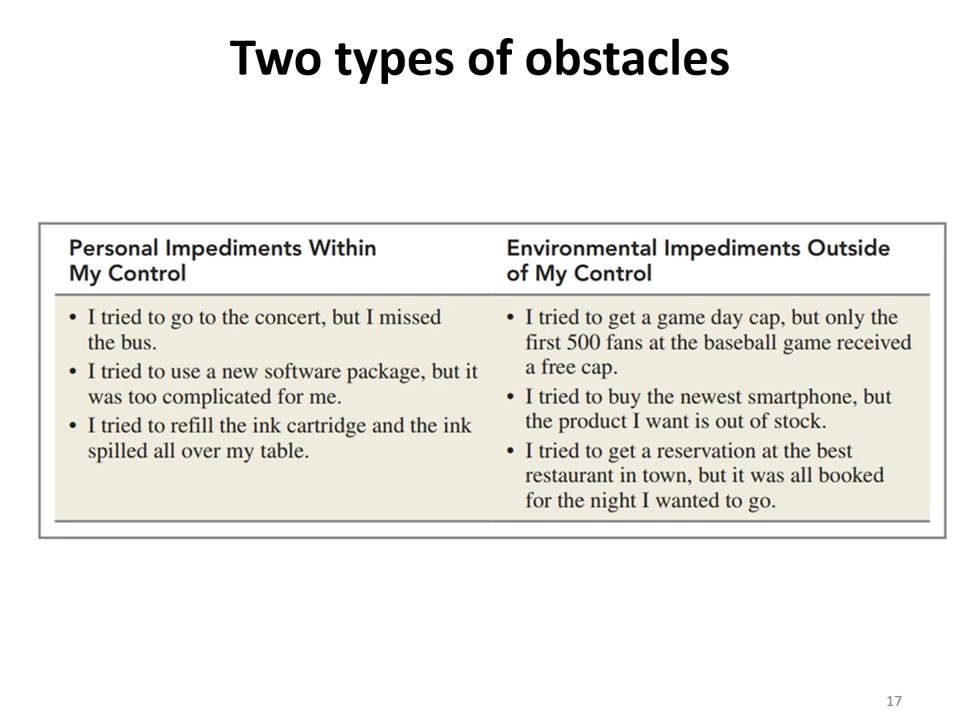 Two types of obstacles
Personal Impediments Within
My Control
• I tried to go to the concert, but I missed
the bus.
• I tried to use a new software package, but it
was too complicated for me.
• I tried to refill the ink cartridge and the ink
spilled all over my table.
Environmental Impediments Outside
of My Control
• I tried to get a game day cap, but only the
first 500 fans at the baseball game received
a free cap.
• I tried to buy the newest smartphone, but
the product I want is out of stock.
• I tried to get a reservation at the best
restaurant in town, but it was all booked
for the night I wanted to go.
17